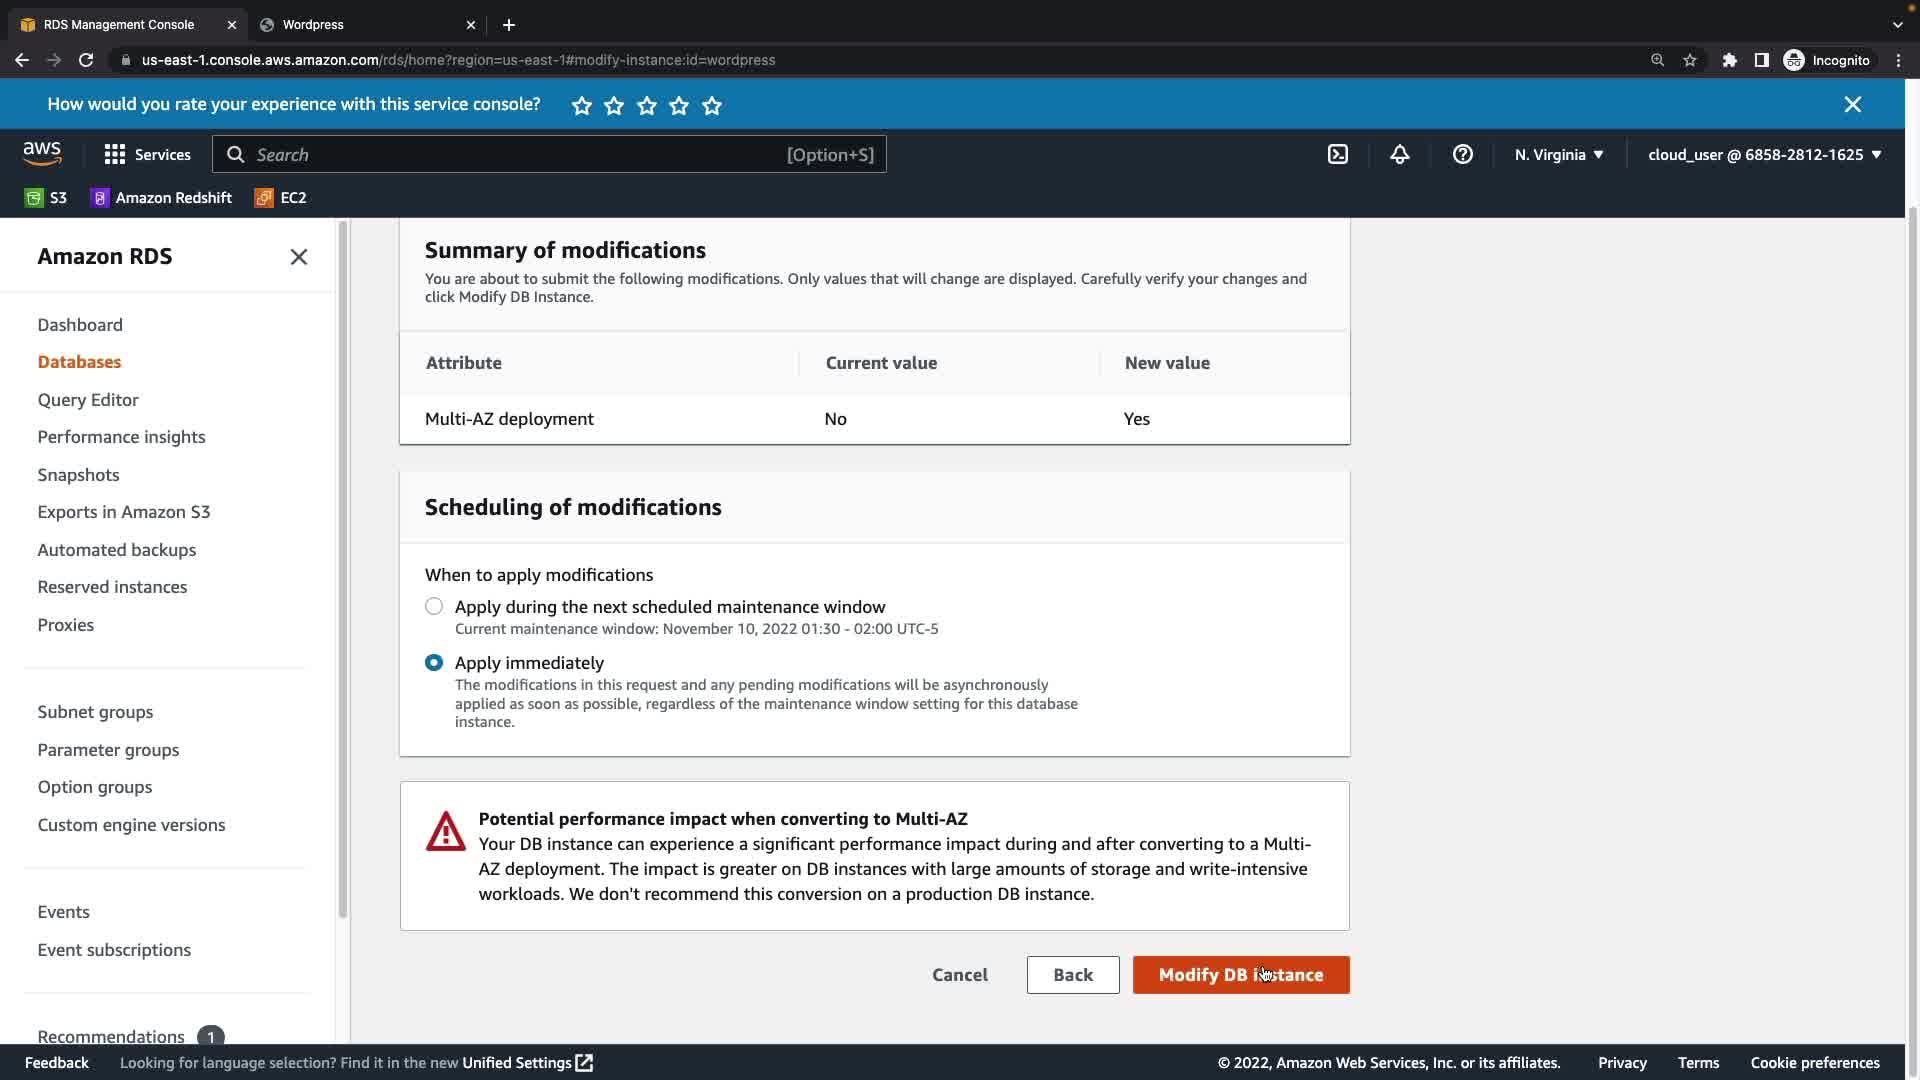 RDS Management Console
Wordpress
us-east-1.console.aws.amazon.com/rds/home?region=us-east-1#modify-instance:id=wordpress
Incognito
How would you rate your experience with this service console?
aws
Services
Search
[Option+S]
N. Virginia
cloud_user @ 6858-2812-1625
S3
Amazon Redshift
EC2
Amazon RDS
Dashboard
Databases
Query Editor
Performance insights
Snapshots
Exports in Amazon S3
Automated backups
Reserved instances
Proxies
Subnet groups
Parameter groups
Option groups
Custom engine versions
Events
Event subscriptions
Recommendations 1
Summary of modifications
You are about to submit the following modifications. Only values that will change are displayed. Carefully verify your changes and
click Modify DB Instance.
Attribute
Current value
New value
Multi-AZ deployment
No
Yes
Scheduling of modifications
When to apply modifications
Apply during the next scheduled maintenance window
Current maintenance window: November 10, 2022 01:30 - 02:00 UTC-5
Apply immediately
The modifications in this request and any pending modifications will be asynchronously
applied as soon as possible, regardless of the maintenance window setting for this database
instance.
Potential performance impact when converting to Multi-AZ
Your DB instance can experience a significant performance impact during and after converting to a Multi-
AZ deployment. The impact is greater on DB instances with large amounts of storage and write-intensive
workloads. We don't recommend this conversion on a production DB instance.
Cancel
Back
Modify DB instance
Feedback
Looking for language selection? Find it in the new Unified Settings
© 2022, Amazon Web Services, Inc. or its affiliates.
Privacy
Terms
Cookie preferences